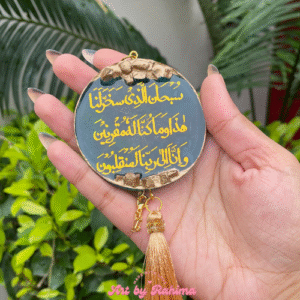 سبحان الذي سخر لنا
هذا وما كنا له مقرنين
وإنا إلى ربنا لمنقلبون
Art by Rahima